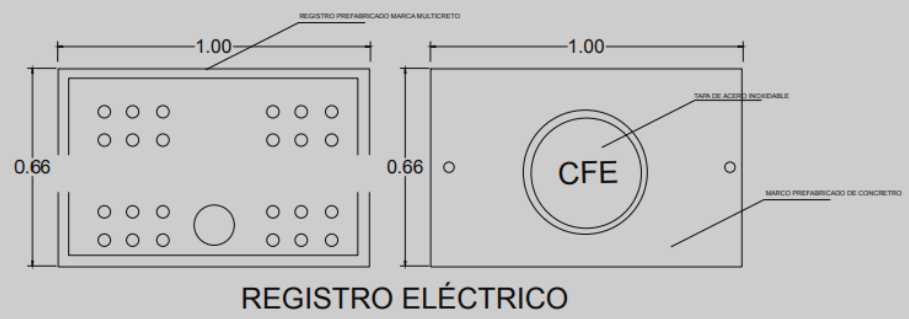 REGISTRO PREFABRICADO MARCA MULTICRETO
1.00
1.00
TAPA DE ACERO INOXIDABLE
0.66
0.66
CFE
MARCO PREFABRICADO DE CONCRETRO
REGISTRO ELÉCTRICO